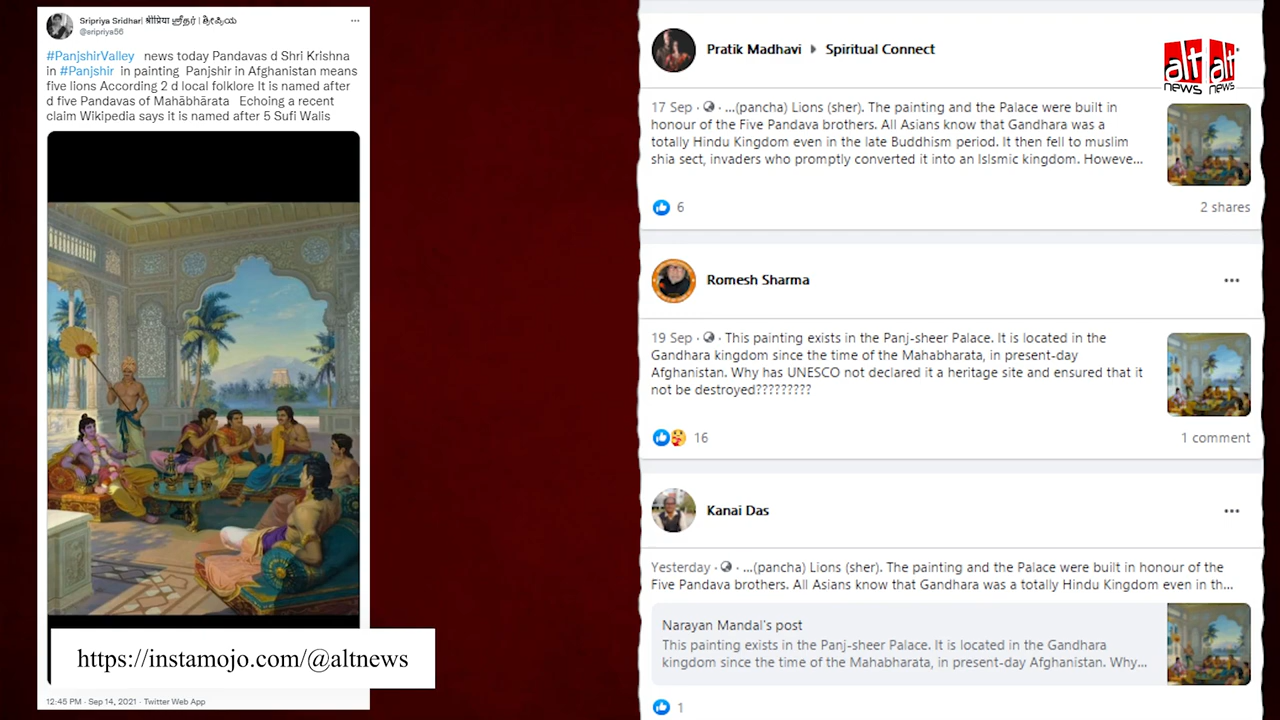 Sripriya Sridhar| श्रीप्रिया ஸ்ரீதர் |
@sripriya56
#PanjshirValley news today Pandavas d Shri Krishna
in #Panjshir in painting Panjshir in Afghanistan means
five lions According 2 d local folklore It is named after
d five Pandavas of Mahābhārata Echoing a recent
claim Wikipedia says it is named after 5 Sufi Walis
https://instamojo.com/@altnews
12:45 PM · Sep 14, 2021 · Twitter Web App
alt alt
news news
Pratik Madhavi ▸ Spiritual Connect
17 Sep · ...(pancha) Lions (sher). The painting and the Palace were built in
honour of the Five Pandava brothers. All Asians know that Gandhara was a
totally Hindu Kingdom even in the late Buddhism period. It then fell to muslim
shia sect, invaders who promptly converted it into an Islsmic kingdom. Howeve...
6
2 shares
Romesh Sharma
19 Sep · This painting exists in the Panj-sheer Palace. It is located in the
Gandhara kingdom since the time of the Mahabharata, in present-day
Afghanistan. Why has UNESCO not declared it a heritage site and ensured that it
not be destroyed?????????
16
1 comment
Kanai Das
Yesterday · ...(pancha) Lions (sher). The painting and the Palace were built in honour of the
Five Pandava brothers. All Asians know that Gandhara was a totally Hindu Kingdom even in th...
Narayan Mandal's post
This painting exists in the Panj-sheer Palace. It is located in the Gandhara
kingdom since the time of the Mahabharata, in present-day Afghanistan. Why...
1